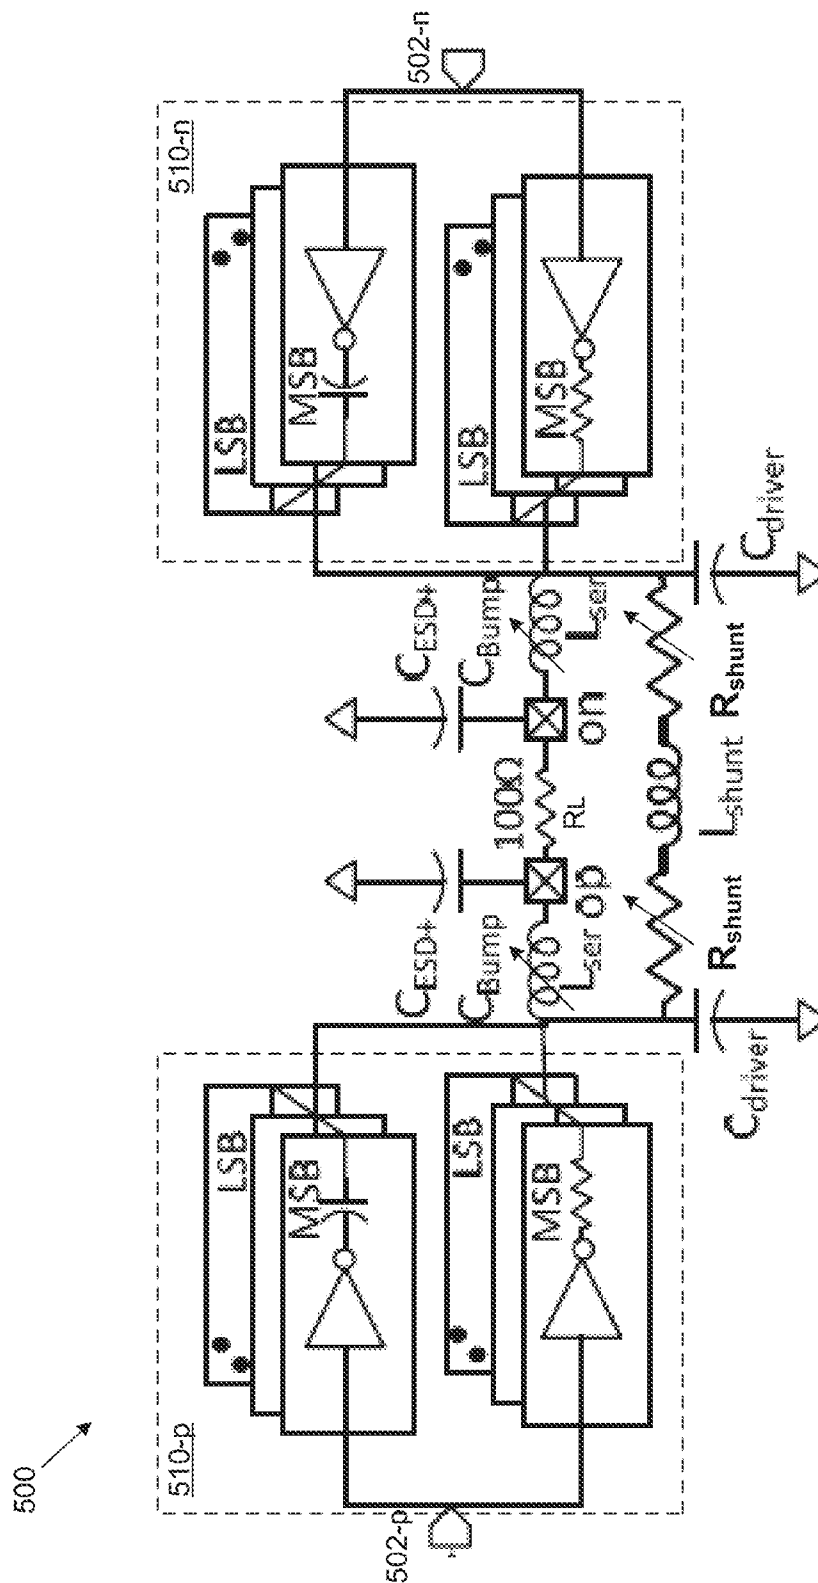 500
502-p
510-p
LSB
MSB
LSB
MSB
C_driver
C_ESD+
C_Bump
L_ser
R_shunt
op
100Ω
RL
L_shunt
on
C_ESD+
C_Bump
L_ser
R_shunt
C_driver
LSB
MSB
LSB
MSB
510-n
502-n